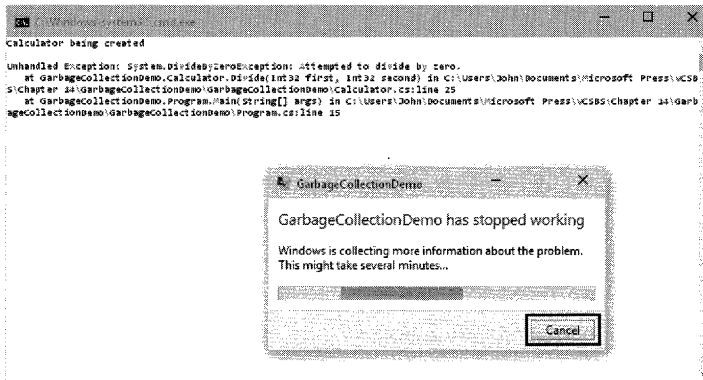 C:\Windows\system32\cmd.exe
Calculator being created
Unhandled Exception: System.DivideByZeroException: Attempted to divide by zero.
at GarbageCollectionDemo.Calculator.Divide(Int32 first, Int32 second) in C:\Users\John\Documents\Microsoft Press\VCSB
S\Chapter 14\GarbageCollectionDemo\GarbageCollectionDemo\Calculator.cs:line 25
at GarbageCollectionDemo.Program.Main(String[] args) in C:\Users\John\Documents\Microsoft Press\VCSBS\Chapter 14\Garb
ageCollectionDemo\GarbageCollectionDemo\Program.cs:line 15
GarbageCollectionDemo
GarbageCollectionDemo has stopped working
Windows is collecting more information about the problem.
This might take several minutes...
Cancel